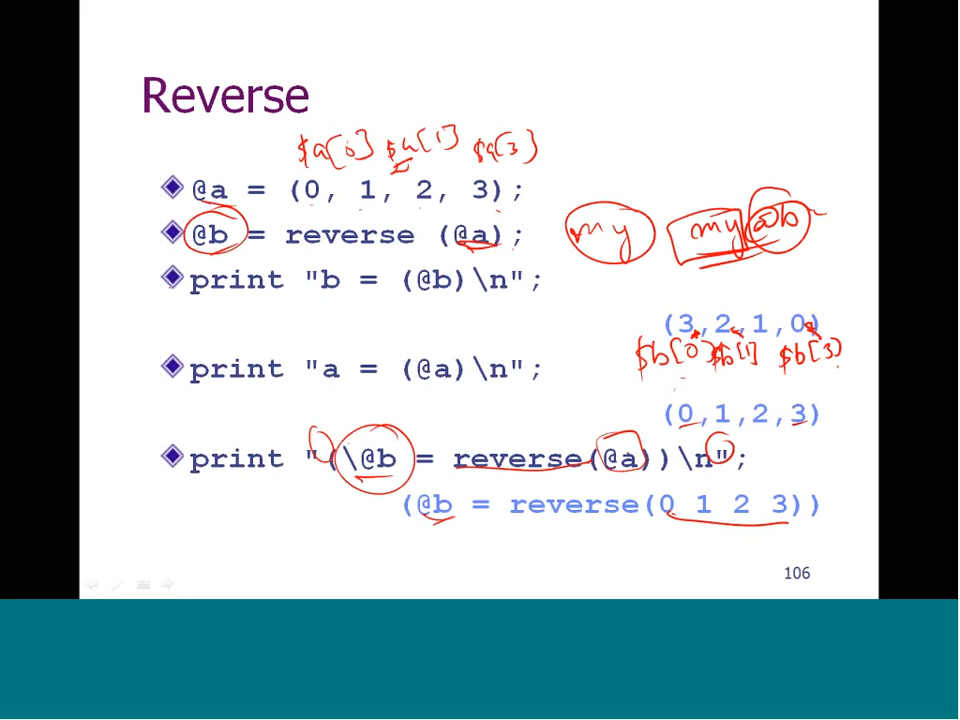 Reverse
$a[0] $a[1] $a[3]
@a = (0, 1, 2, 3);
@b = reverse (@a); my my @b
print "b = (@b)\n";
(3,2,1,0)
$b[0] $b[1] $b[3]
print "a = (@a)\n";
(0,1,2,3)
print "(\@b = reverse(@a))\n";
(@b = reverse(0 1 2 3))
106